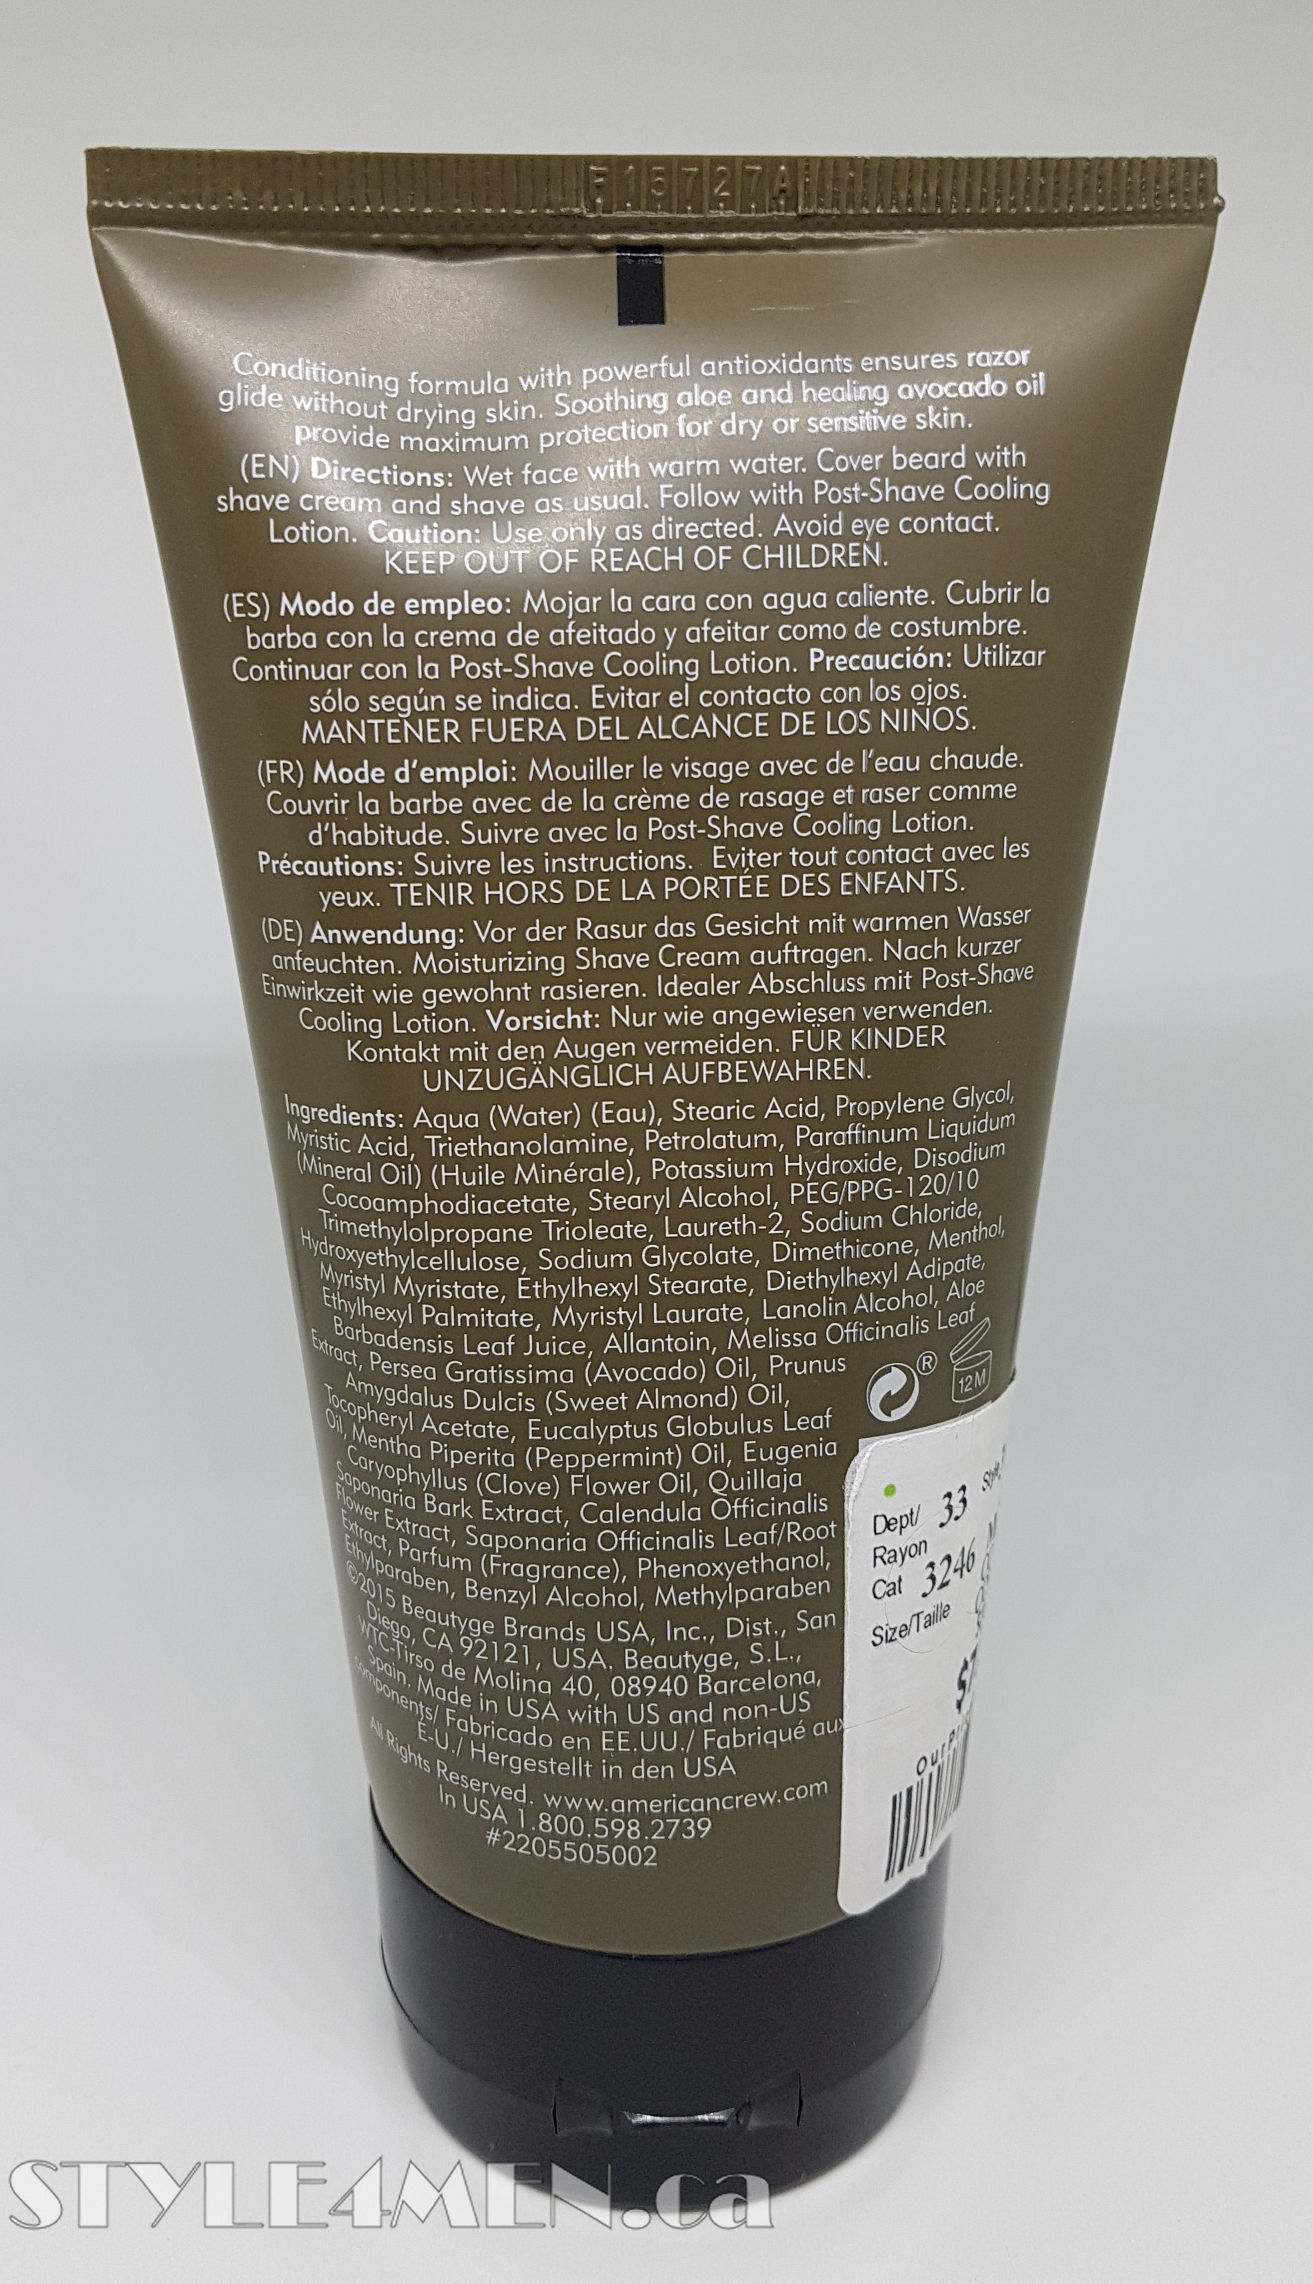 F15727A
Conditioning formula with powerful antioxidants ensures razor
glide without drying skin. Soothing aloe and healing avocado oil
provide maximum protection for dry or sensitive skin.
(EN) Directions: Wet face with warm water. Cover beard with
shave cream and shave as usual. Follow with Post-Shave Cooling
Lotion. Caution: Use only as directed. Avoid eye contact.
KEEP OUT OF REACH OF CHILDREN.
(ES) Modo de empleo: Mojar la cara con agua caliente. Cubrir la
barba con la crema de afeitado y afeitar como de costumbre.
Continuar con la Post-Shave Cooling Lotion. Precaución: Utilizar
sólo según se indica. Evitar el contacto con los ojos.
MANTENER FUERA DEL ALCANCE DE LOS NIÑOS.
(FR) Mode d'emploi: Mouiller le visage avec de l'eau chaude.
Couvrir la barbe avec de la crème de rasage et raser comme
d'habitude. Suivre avec la Post-Shave Cooling Lotion.
Précautions: Suivre les instructions. Eviter tout contact avec les
yeux. TENIR HORS DE LA PORTÉE DES ENFANTS.
(DE) Anwendung: Vor der Rasur das Gesicht mit warmen Wasser
anfeuchten. Moisturizing Shave Cream auftragen. Nach kurzer
Einwirkzeit wie gewohnt rasieren. Idealer Abschluss mit Post-Shave
Cooling Lotion. Vorsicht: Nur wie angewiesen verwenden.
Kontakt mit den Augen vermeiden. FÜR KINDER
UNZUGÄNGLICH AUFBEWAHREN.
Ingredients: Aqua (Water) (Eau), Stearic Acid, Propylene Glycol,
Myristic Acid, Triethanolamine, Petrolatum, Paraffinum Liquidum
(Mineral Oil) (Huile Minérale), Potassium Hydroxide, Disodium
Cocoamphodiacetate, Stearyl Alcohol, PEG/PPG-120/10
Trimethylolpropane Trioleate, Laureth-2, Sodium Chloride,
Hydroxyethylcellulose, Sodium Glycolate, Dimethicone, Menthol,
Myristyl Myristate, Ethylhexyl Stearate, Diethylhexyl Adipate,
Ethylhexyl Palmitate, Myristyl Laurate, Lanolin Alcohol, Aloe
Barbadensis Leaf Juice, Allantoin, Melissa Officinalis Leaf
Extract, Persea Gratissima (Avocado) Oil, Prunus
Amygdalus Dulcis (Sweet Almond) Oil,
Tocopheryl Acetate, Eucalyptus Globulus Leaf
Oil, Mentha Piperita (Peppermint) Oil, Eugenia
Caryophyllus (Clove) Flower Oil, Quillaja
Saponaria Bark Extract, Calendula Officinalis
Flower Extract, Saponaria Officinalis Leaf/Root
Extract, Parfum (Fragrance), Phenoxyethanol,
Ethylparaben, Benzyl Alcohol, Methylparaben
©2015 Beautyge Brands USA, Inc., Dist., San
Diego, CA 92121, USA. Beautyge, S.L.,
WTC-Tirso de Molina 40, 08940 Barcelona,
Spain. Made in USA with US and non-US
components/ Fabricado en EE.UU./ Fabriqué aux
E-U./ Hergestellt in den USA
All Rights Reserved. www.americancrew.com
In USA 1.800.598.2739
#2205505002
®
12M
Dept/ 33
Rayon
Cat 3246
Size/Taille
STYLE4MEN.ca